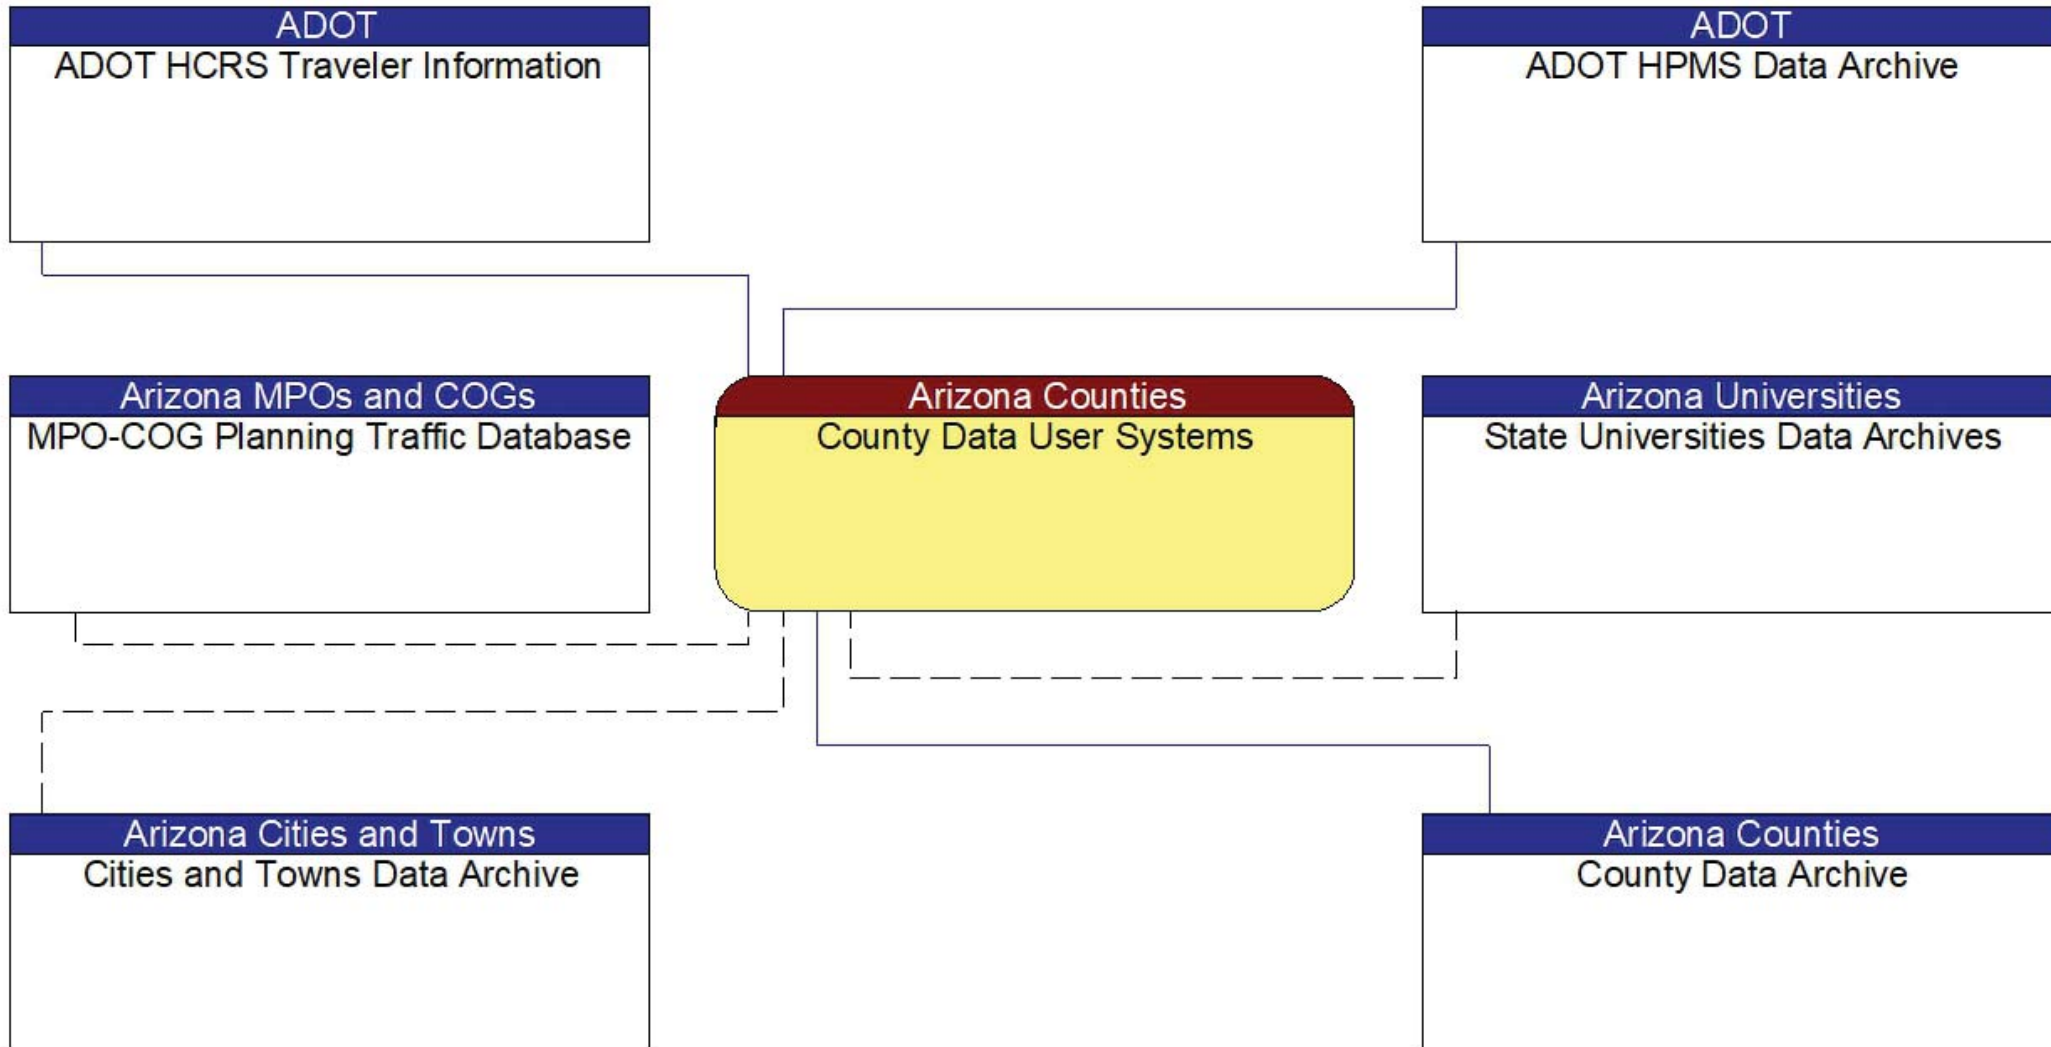 ADOT
ADOT HCRS Traveler Information
ADOT
ADOT HPMS Data Archive
Arizona MPOs and COGs
MPO-COG Planning Traffic Database
Arizona Counties
County Data User Systems
Arizona Universities
State Universities Data Archives
Arizona Cities and Towns
Cities and Towns Data Archive
Arizona Counties
County Data Archive